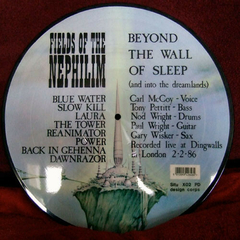 FIELDS OF THE
NEPHILIM
BLUE WATER
SLOW KILL
LAURA
THE TOWER
REANIMATOR
POWER
BACK IN GEHENNA
DAWNRAZOR
BEYOND
THE WALL
OF SLEEP
(and into the dreamlands)
Carl McCoy - Voice
Tony Pettitt - Bass
Nod Wright - Drums
Paul Wright - Guitar
Gary Wisker - Sax
Recorded live at Dingwalls
in London 2-2-86
design corps